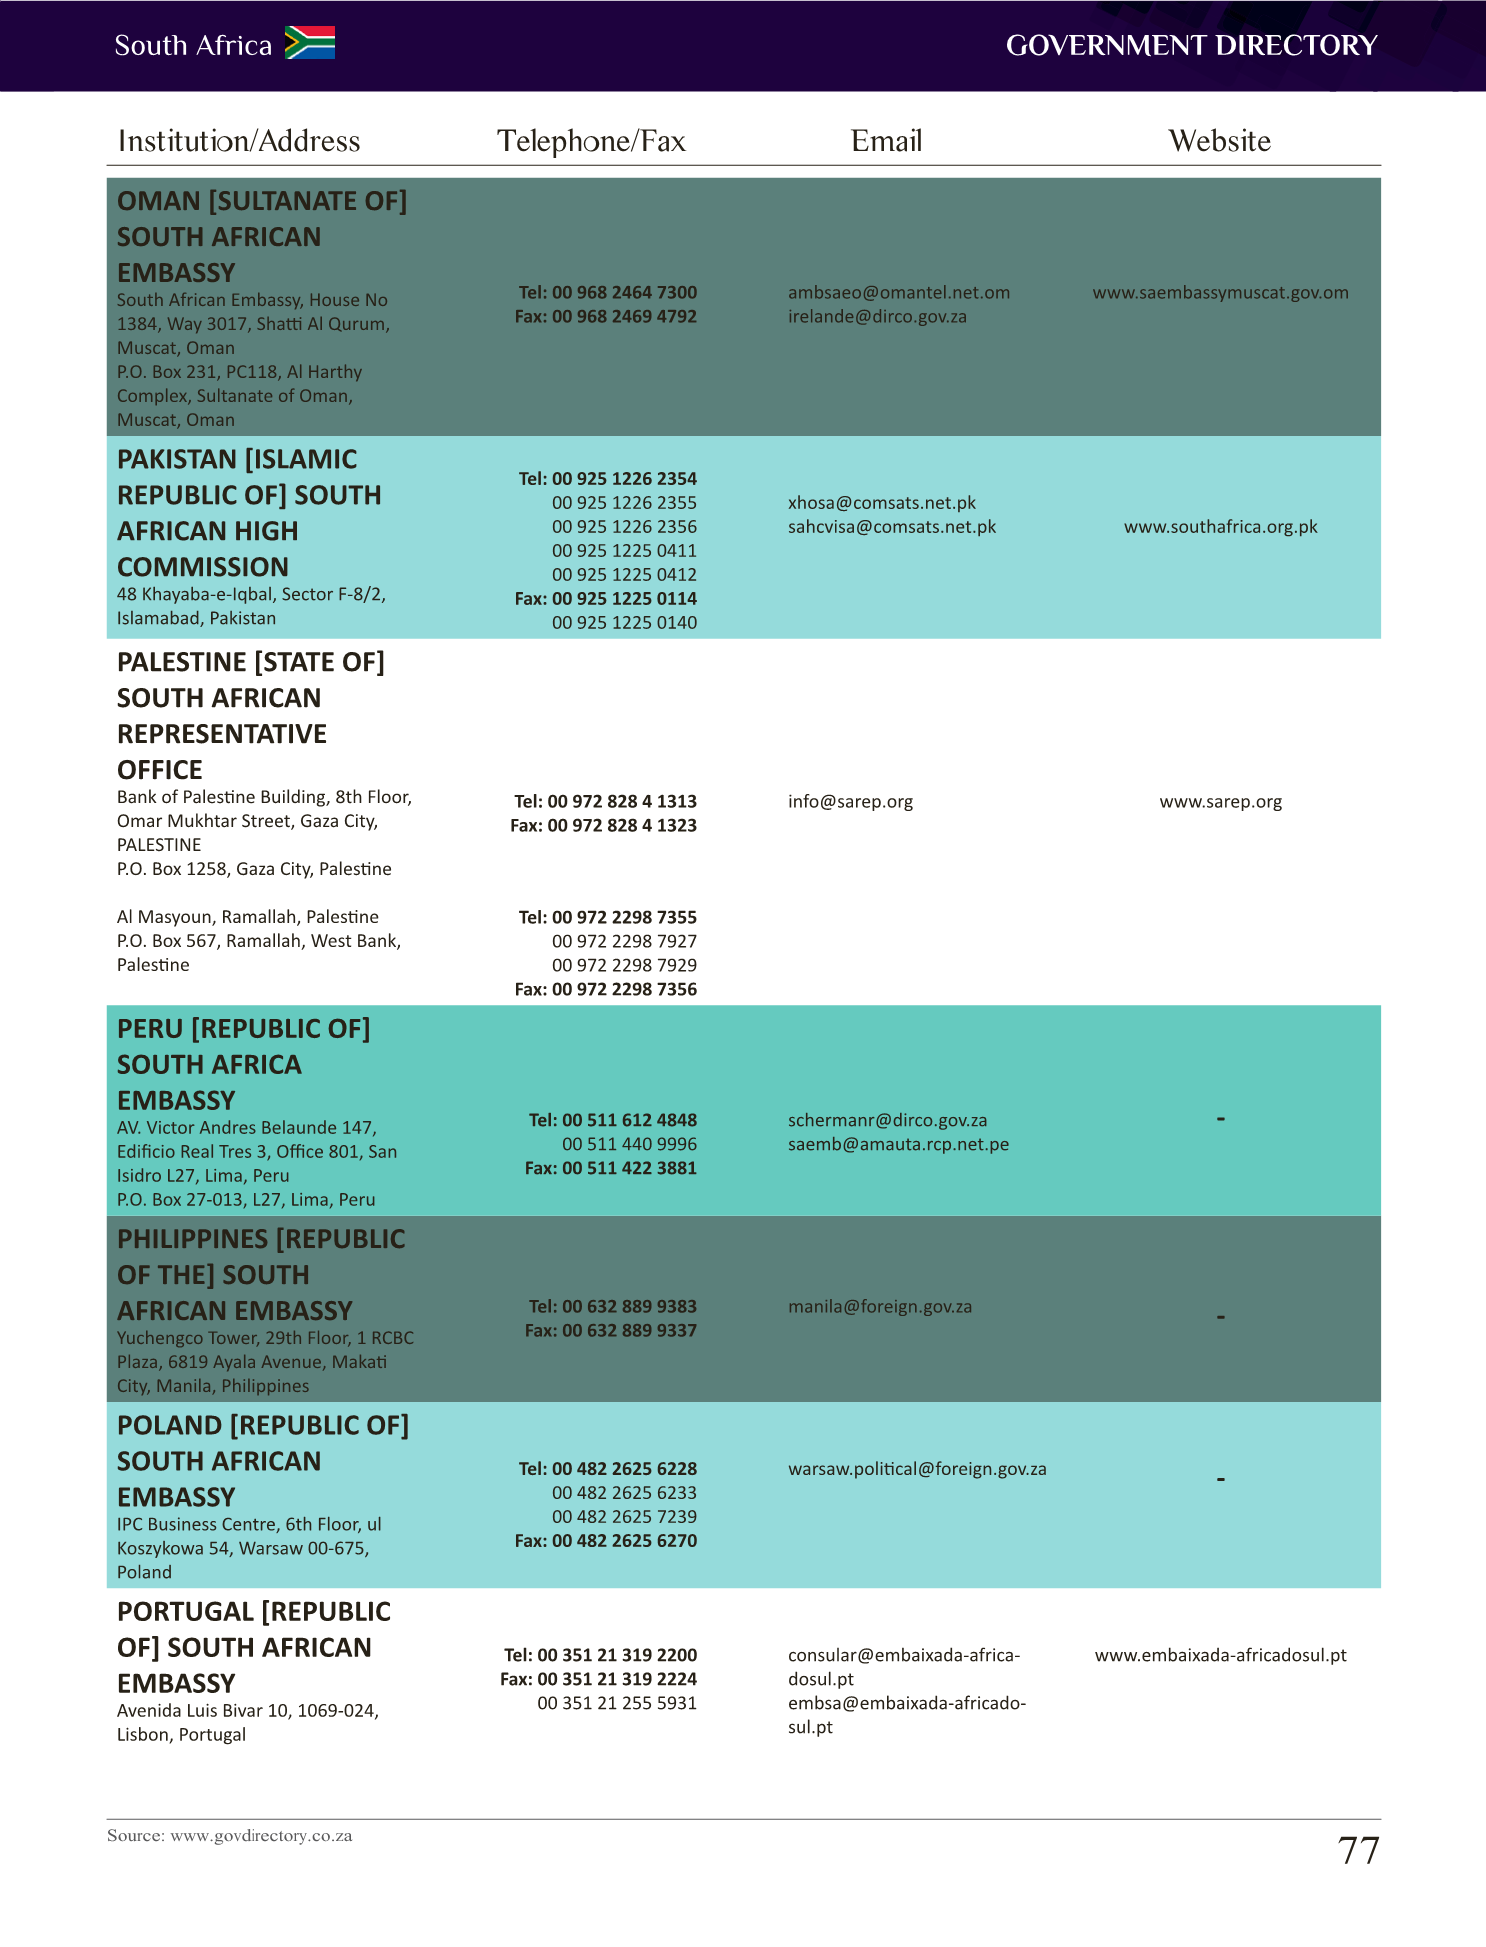 South Africa
GOVERNMENT DIRECTORY
Institution/Address Telephone/Fax Email Website
OMAN [SULTANATE OF]
SOUTH AFRICAN
EMBASSY
South African Embassy, House No
1384, Way 3017, Shatti Al Qurum,
Muscat, Oman
P.O. Box 231, PC118, Al Harthy
Complex, Sultanate of Oman,
Muscat, Oman
Tel: 00 968 2464 7300
Fax: 00 968 2469 4792
ambsaeo@omantel.net.om
irelande@dirco.gov.za
www.saembassymuscat.gov.om
PAKISTAN [ISLAMIC
REPUBLIC OF] SOUTH
AFRICAN HIGH
COMMISSION
48 Khayaba-e-Iqbal, Sector F-8/2,
Islamabad, Pakistan
Tel: 00 925 1226 2354
00 925 1226 2355
00 925 1226 2356
00 925 1225 0411
00 925 1225 0412
Fax: 00 925 1225 0114
00 925 1225 0140
xhosa@comsats.net.pk
sahcvisa@comsats.net.pk
www.southafrica.org.pk
PALESTINE [STATE OF]
SOUTH AFRICAN
REPRESENTATIVE
OFFICE
Bank of Palestine Building, 8th Floor,
Omar Mukhtar Street, Gaza City,
PALESTINE
P.O. Box 1258, Gaza City, Palestine
Tel: 00 972 828 4 1313
Fax: 00 972 828 4 1323
info@sarep.org
www.sarep.org
Al Masyoun, Ramallah, Palestine
P.O. Box 567, Ramallah, West Bank,
Palestine
Tel: 00 972 2298 7355
00 972 2298 7927
00 972 2298 7929
Fax: 00 972 2298 7356
PERU [REPUBLIC OF]
SOUTH AFRICA
EMBASSY
AV. Victor Andres Belaunde 147,
Edificio Real Tres 3, Office 801, San
Isidro L27, Lima, Peru
P.O. Box 27-013, L27, Lima, Peru
Tel: 00 511 612 4848
00 511 440 9996
Fax: 00 511 422 3881
schermanr@dirco.gov.za
saemb@amauta.rcp.net.pe
-
PHILIPPINES [REPUBLIC
OF THE] SOUTH
AFRICAN EMBASSY
Yuchengco Tower, 29th Floor, 1 RCBC
Plaza, 6819 Ayala Avenue, Makati
City, Manila, Philippines
Tel: 00 632 889 9383
Fax: 00 632 889 9337
manila@foreign.gov.za
-
POLAND [REPUBLIC OF]
SOUTH AFRICAN
EMBASSY
IPC Business Centre, 6th Floor, ul
Koszykowa 54, Warsaw 00-675,
Poland
Tel: 00 482 2625 6228
00 482 2625 6233
00 482 2625 7239
Fax: 00 482 2625 6270
warsaw.political@foreign.gov.za
-
PORTUGAL [REPUBLIC
OF] SOUTH AFRICAN
EMBASSY
Avenida Luis Bivar 10, 1069-024,
Lisbon, Portugal
Tel: 00 351 21 319 2200
Fax: 00 351 21 319 2224
00 351 21 255 5931
consular@embaixada-africa-
dosul.pt
embsa@embaixada-africado-
sul.pt
www.embaixada-africadosul.pt
Source: www.govdirectory.co.za
77